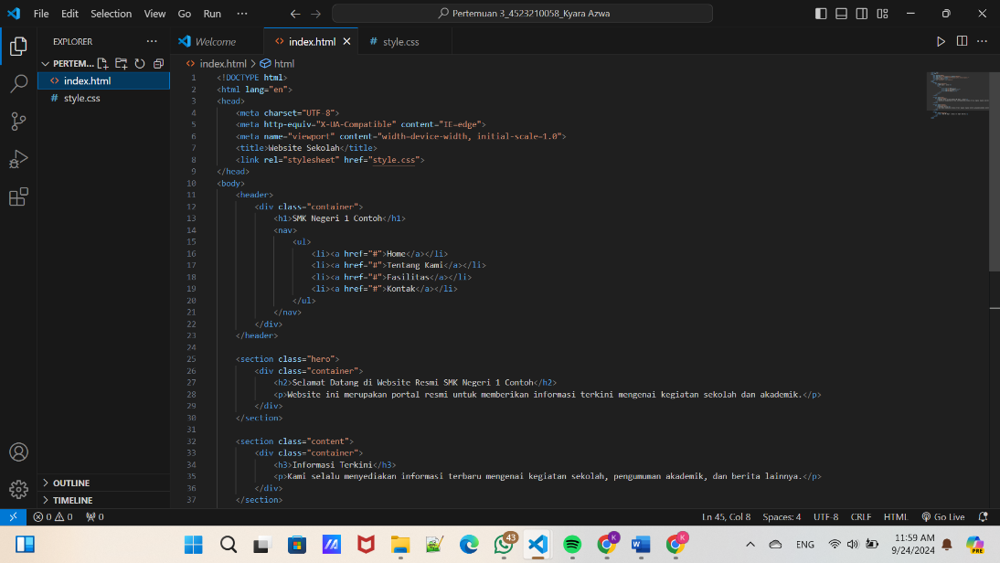 File Edit Selection View Go Run ··· Pertemuan 3_4523210058_Kyara Azwa
EXPLORER ···
PERTEM...
index.html
# style.css
OUTLINE
TIMELINE
Welcome index.html # style.css
index.html > html
1 <!DOCTYPE html>
2 <html lang="en">
3 <head>
4 <meta charset="UTF-8">
5 <meta http-equiv="X-UA-Compatible" content="IE=edge">
6 <meta name="viewport" content="width=device-width, initial-scale=1.0">
7 <title>Website Sekolah</title>
8 <link rel="stylesheet" href="style.css">
9 </head>
10 <body>
11 <header>
12 <div class="container">
13 <h1>SMK Negeri 1 Contoh</h1>
14 <nav>
15 <ul>
16 <li><a href="#">Home</a></li>
17 <li><a href="#">Tentang Kami</a></li>
18 <li><a href="#">Fasilitas</a></li>
19 <li><a href="#">Kontak</a></li>
20 </ul>
21 </nav>
22 </div>
23 </header>
24
25 <section class="hero">
26 <div class="container">
27 <h2>Selamat Datang di Website Resmi SMK Negeri 1 Contoh</h2>
28 <p>Website ini merupakan portal resmi untuk memberikan informasi terkini mengenai kegiatan sekolah dan akademik.</p>
29 </div>
30 </section>
31
32 <section class="content">
33 <div class="container">
34 <h3>Informasi Terkini</h3>
35 <p>Kami selalu menyediakan informasi terbaru mengenai kegiatan sekolah, pengumuman akademik, dan berita lainnya.</p>
36 </div>
37 </section>
0 0 0 Ln 45, Col 8 Spaces: 4 UTF-8 CRLF HTML Go Live
43 K K ENG 11:59 AM
9/24/2024 PRE